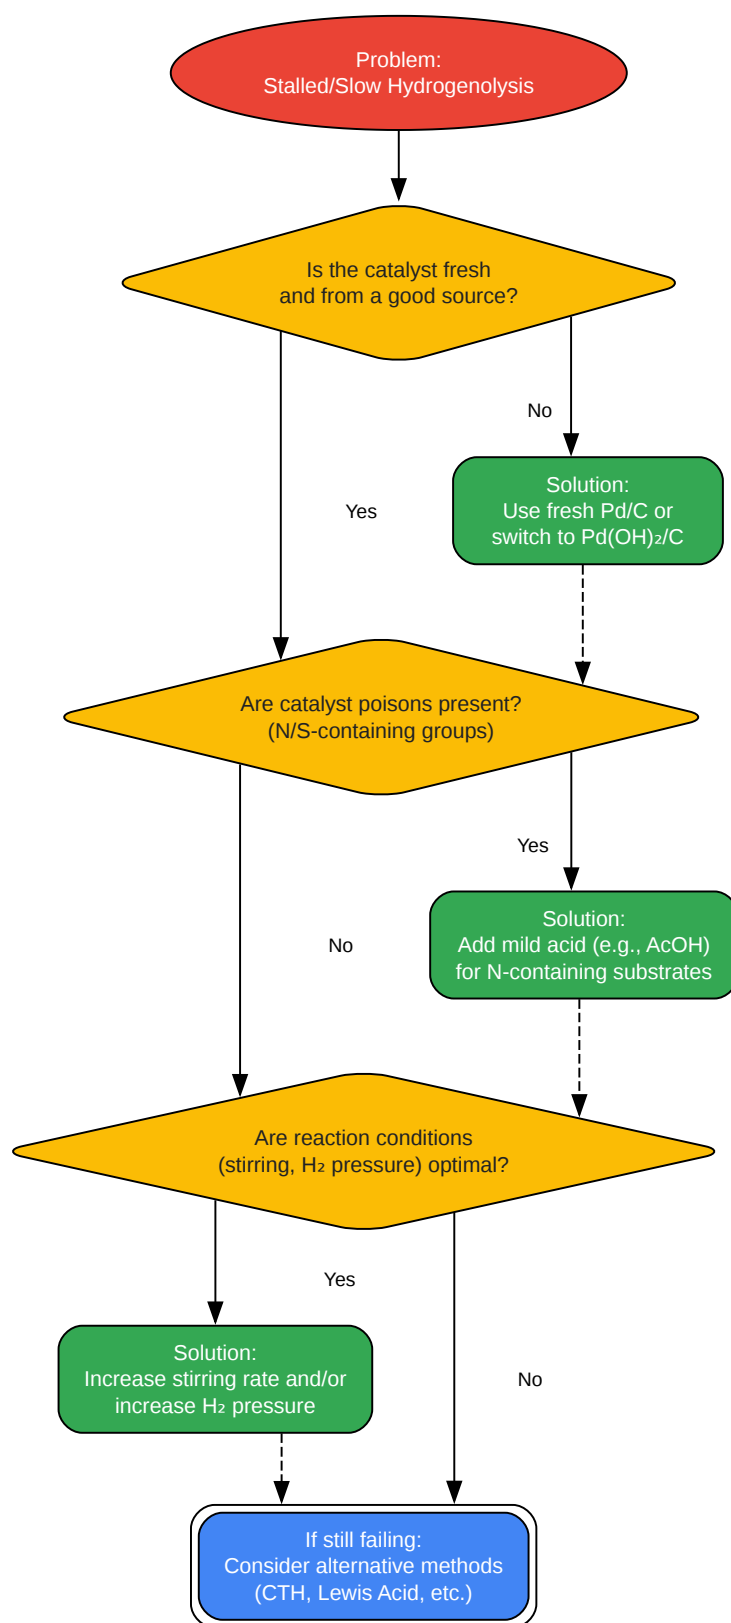 Problem:
Stalled/Slow Hydrogenolysis
Is the catalyst fresh
and from a good source?
No
Solution:
Use fresh Pd/C or
switch to Pd(OH)₂/C
Yes
Are catalyst poisons present?
(N/S-containing groups)
Yes
Solution:
Add mild acid (e.g., AcOH)
for N-containing substrates
No
Are reaction conditions
(stirring, H₂ pressure) optimal?
Yes
Solution:
Increase stirring rate and/or
increase H₂ pressure
No
If still failing:
Consider alternative methods
(CTH, Lewis Acid, etc.)